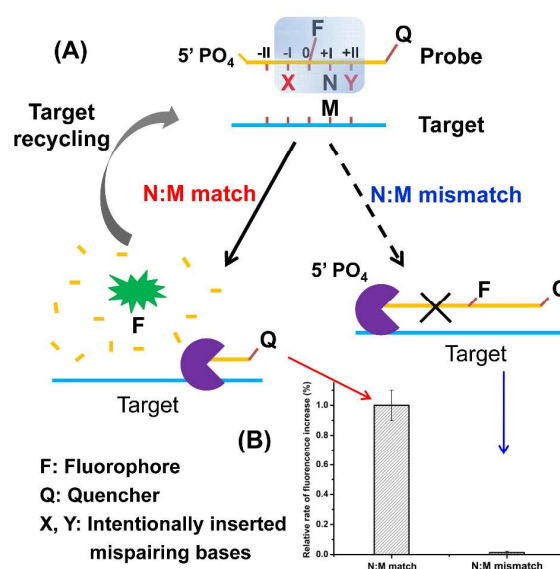 (A)
F
Q
5' PO4
-II -I 0 +I +II
Probe
X N Y
M
Target
Target
recycling
N:M match
N:M mismatch
5' PO4
F
Q
F
Q
Target
Target
(B)
F: Fluorophore
Q: Quencher
X, Y: Intentionally inserted
mispairing bases
Relative rate of fluorescence increase (%)
1.0
0.8
0.6
0.4
0.2
0.0
N:M match
N:M mismatch